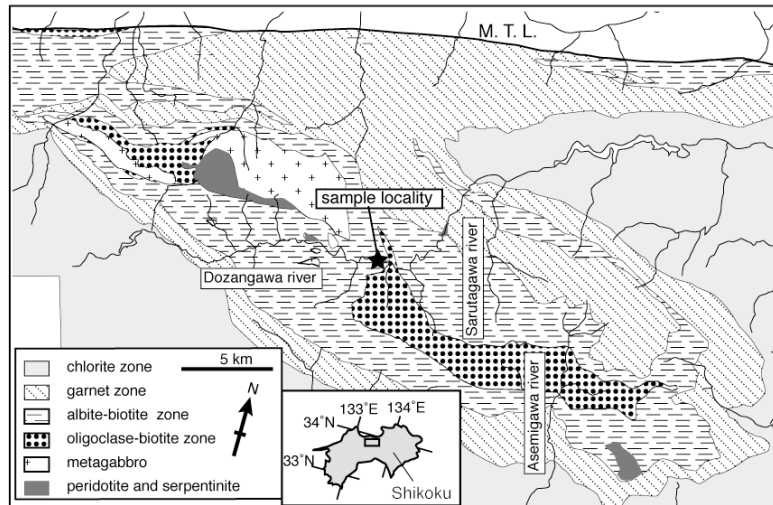 M. T. L.
sample locality
Dozangawa river
Sarutagawa river
Asemigawa river
chlorite zone
5 km
garnet zone
albite-biotite zone
N
oligoclase-biotite zone
metagabbro
peridotite and serpentinite
133˚E
134˚E
34˚N
33˚N
Shikoku